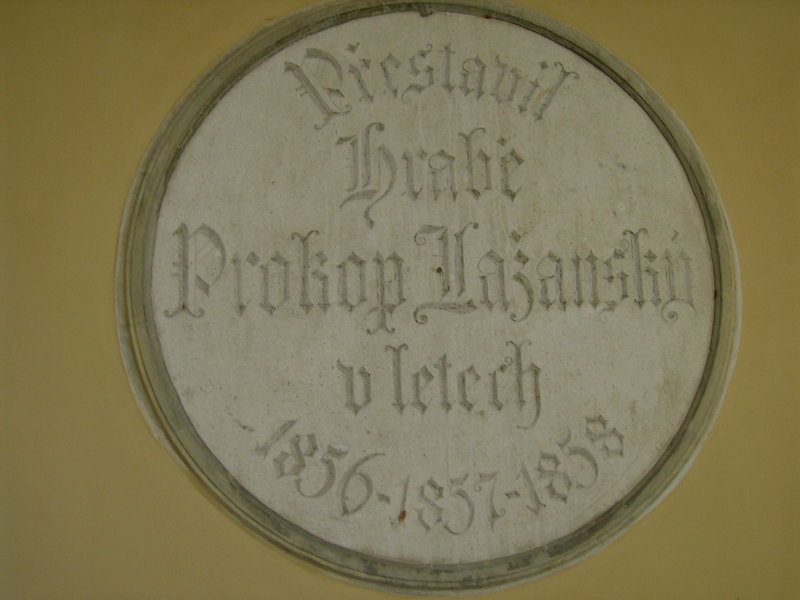 Přestavil
Hrabě
Prokop Lažanský
v letech
1856-1857-1858